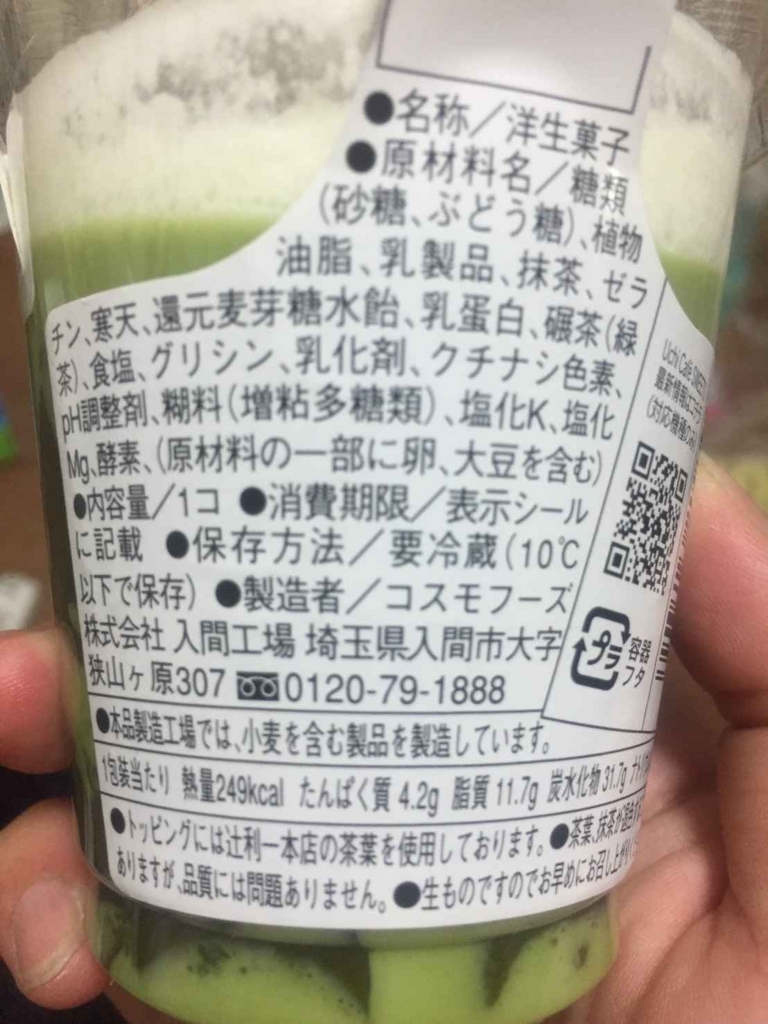 ●名称／洋生菓子
●原材料名／糖類
(砂糖、ぶどう糖)、植物
油脂、乳製品、抹茶、ゼラ
チン、寒天、還元麦芽糖水飴、乳蛋白、碾茶(緑
茶)、食塩、グリシン、乳化剤、クチナシ色素、
pH調整剤、糊料(増粘多糖類)、塩化K、塩化
Mg、酵素、(原材料の一部に卵、大豆を含む)
●内容量／1コ ●消費期限／表示シール
に記載 ●保存方法／要冷蔵(10℃
以下で保存) ●製造者／コスモフーズ
株式会社 入間工場 埼玉県入間市大字
狭山ヶ原307 0120-79-1888
●本品製造工場では、小麦を含む製品を製造しています。
1包装当たり 熱量249kcal たんぱく質 4.2g 脂質 11.7g 炭水化物 31.7g
●トッピングには辻利一本店の茶葉を使用しております。●茶葉、抹茶が
ありますが、品質には問題ありません。●生ものですのでお早めにお召し上がり
Uchi Café
最新情報は
(対応機種のみ)
プラ
容器
フタ